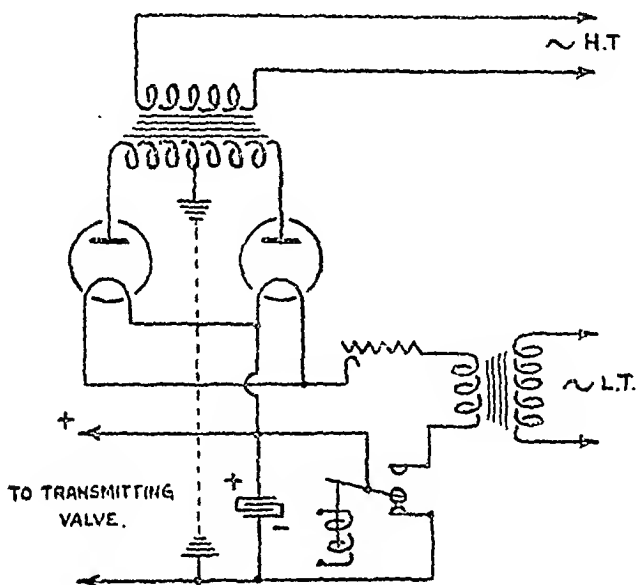 ~ H.T
~ L.T.
+
TO TRANSMITTING
VALVE.
+
-